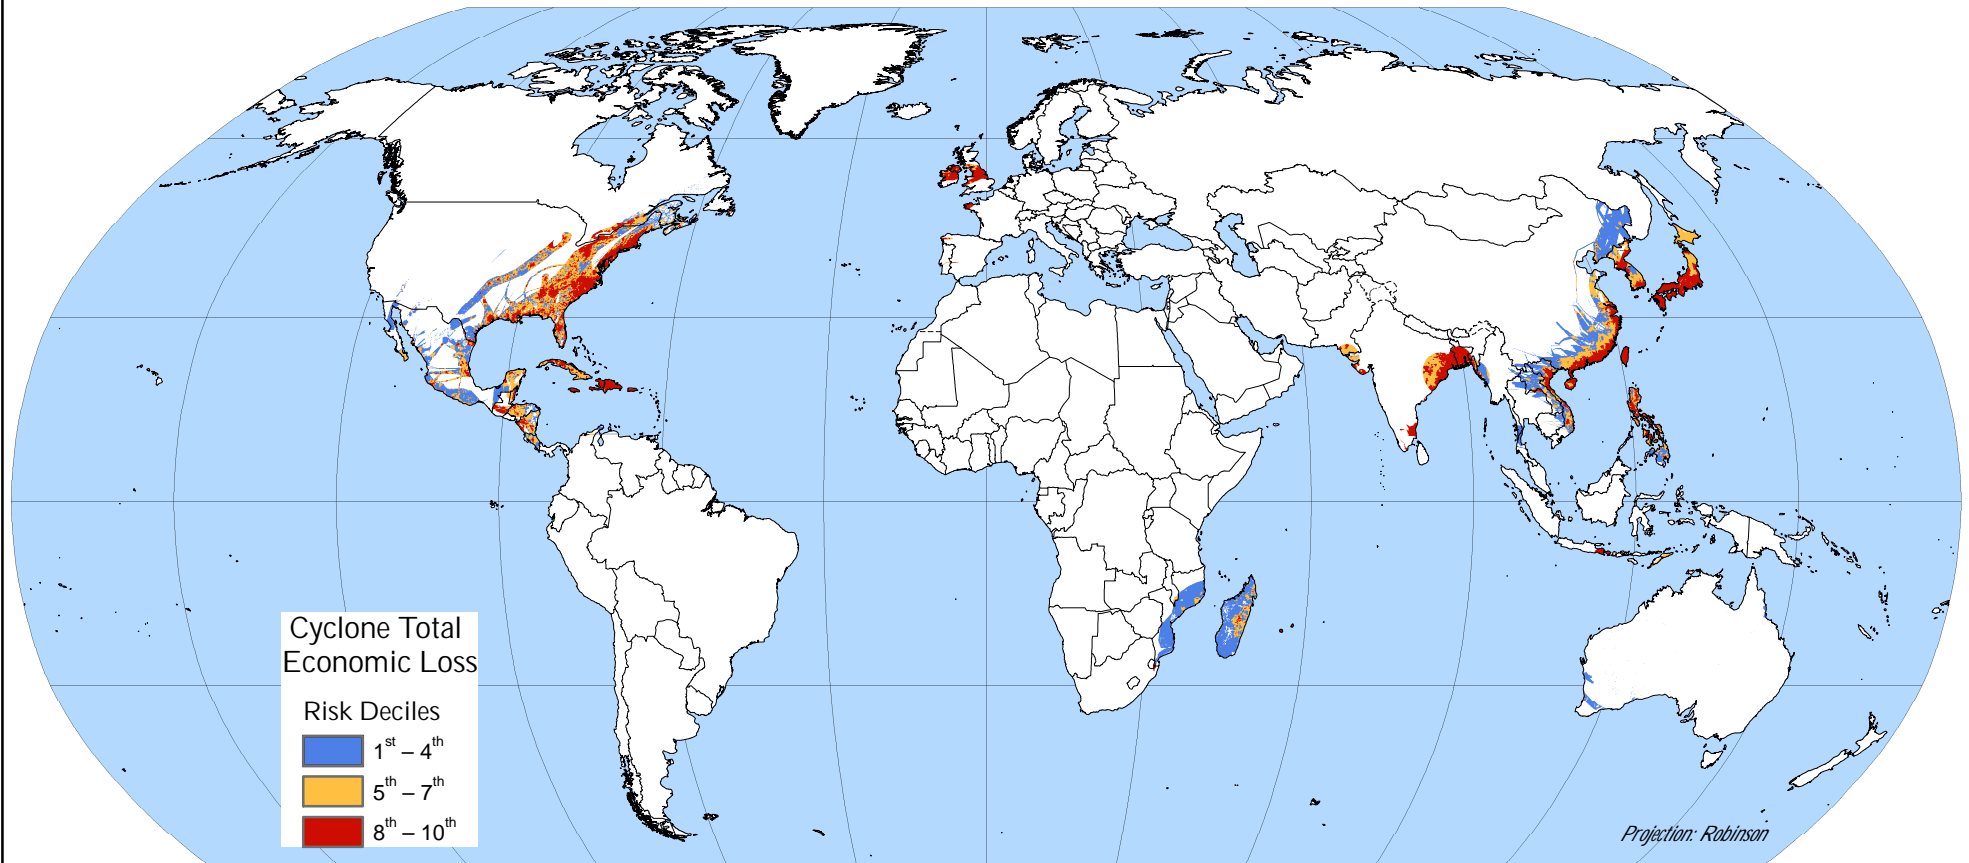 Cyclone Total
Economic Loss
Risk Deciles
1st – 4th
5th – 7th
8th – 10th
Projection: Robinson